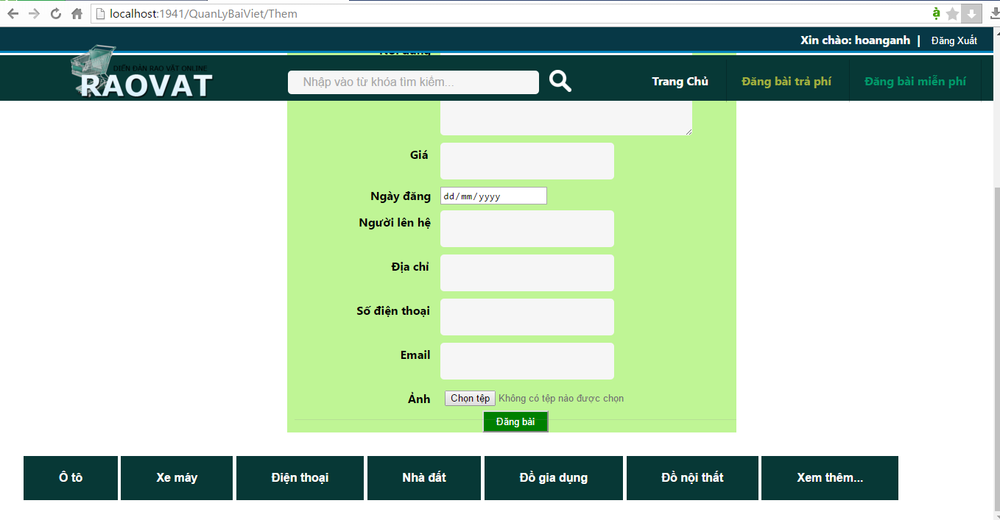 localhost:1941/QuanLyBaiViet/Them
Xin chào: hoanganh | Đăng Xuất
DIỄN ĐÀN RAO VẶT ONLINE
RAOVAT
Nhập vào từ khóa tìm kiếm...
Trang Chủ
Đăng bài trả phí
Đăng bài miễn phí
Giá
Ngày đăng dd/mm/yyyy
Người lên hệ
Địa chỉ
Số điện thoại
Email
Ảnh Chọn tệp Không có tệp nào được chọn
Đăng bài
Ô tô Xe máy Điện thoại Nhà đất Đồ gia dụng Đồ nội thất Xem thêm...